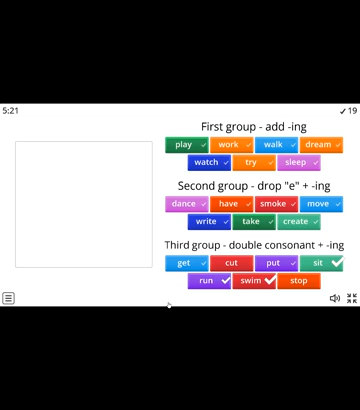 5:21
✓ 19
First group - add -ing
play work walk dream
watch try sleep
Second group - drop "e" + -ing
dance have smoke move
write take create
Third group - double consonant + -ing
get cut put sit
run swim stop